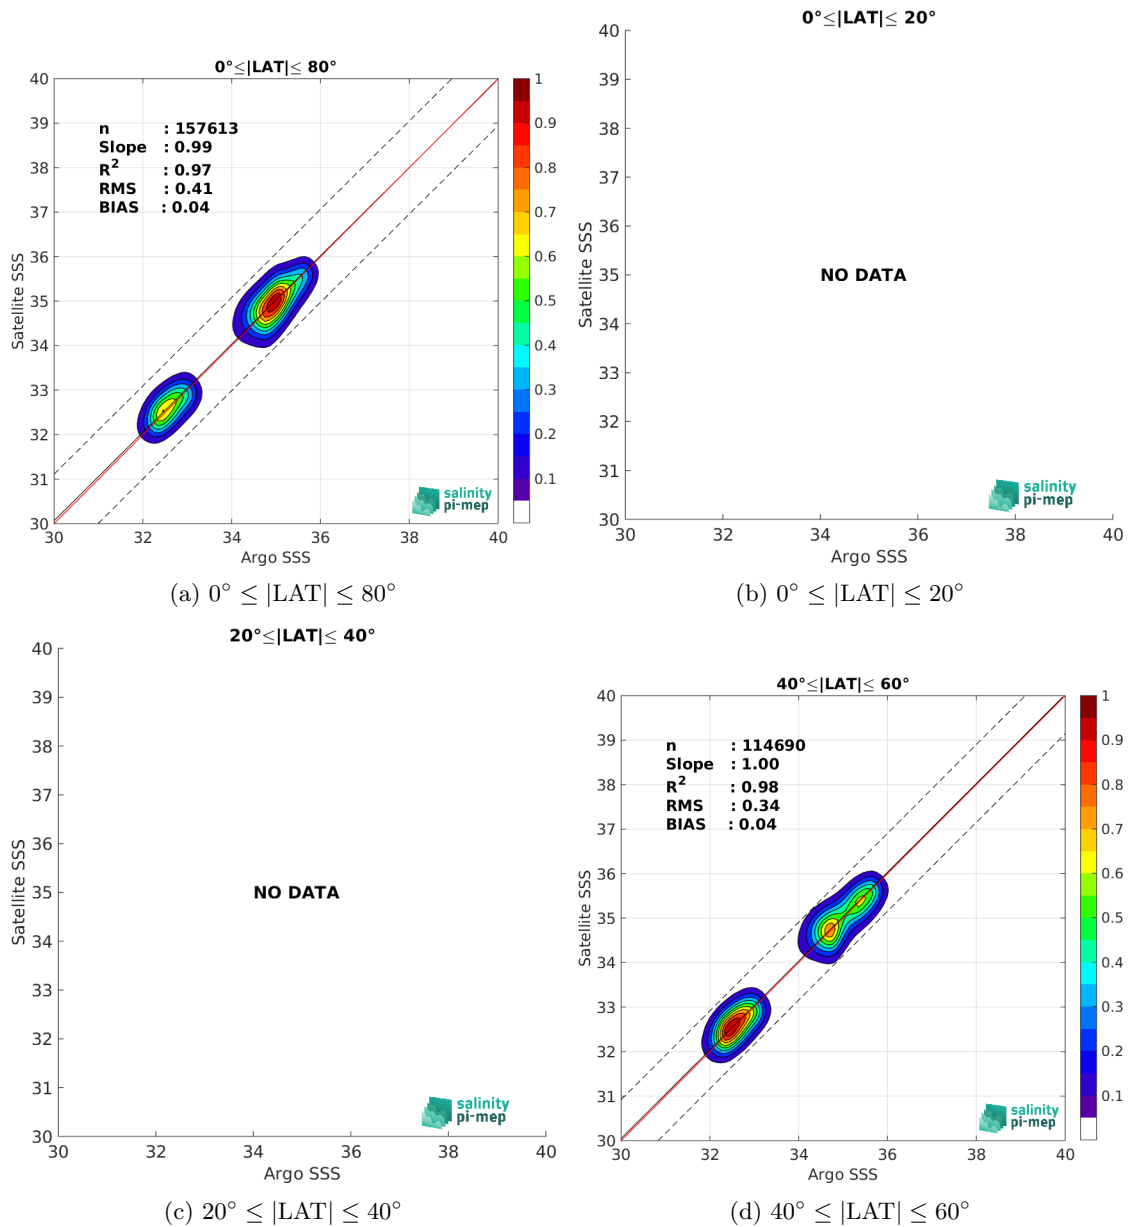 0°≤|LAT|≤ 80°
40
39
38
37
36
35
34
33
32
31
30
Satellite SSS
n : 157613
Slope : 0.99
R2 : 0.97
RMS : 0.41
BIAS : 0.04
salinity
pi-mep
30 32 34 36 38 40
Argo SSS
1
0.9
0.8
0.7
0.6
0.5
0.4
0.3
0.2
0.1
(a) 0° ≤ |LAT| ≤ 80°
0°≤|LAT|≤ 20°
40
39
38
37
36
35
34
33
32
31
30
Satellite SSS
NO DATA
salinity
pi-mep
30 32 34 36 38 40
Argo SSS
(b) 0° ≤ |LAT| ≤ 20°
20°≤|LAT|≤ 40°
40
39
38
37
36
35
34
33
32
31
30
Satellite SSS
NO DATA
salinity
pi-mep
30 32 34 36 38 40
Argo SSS
(c) 20° ≤ |LAT| ≤ 40°
40°≤|LAT|≤ 60°
40
39
38
37
36
35
34
33
32
31
30
Satellite SSS
n : 114690
Slope : 1.00
R2 : 0.98
RMS : 0.34
BIAS : 0.04
salinity
pi-mep
30 32 34 36 38 40
Argo SSS
1
0.9
0.8
0.7
0.6
0.5
0.4
0.3
0.2
0.1
(d) 40° ≤ |LAT| ≤ 60°